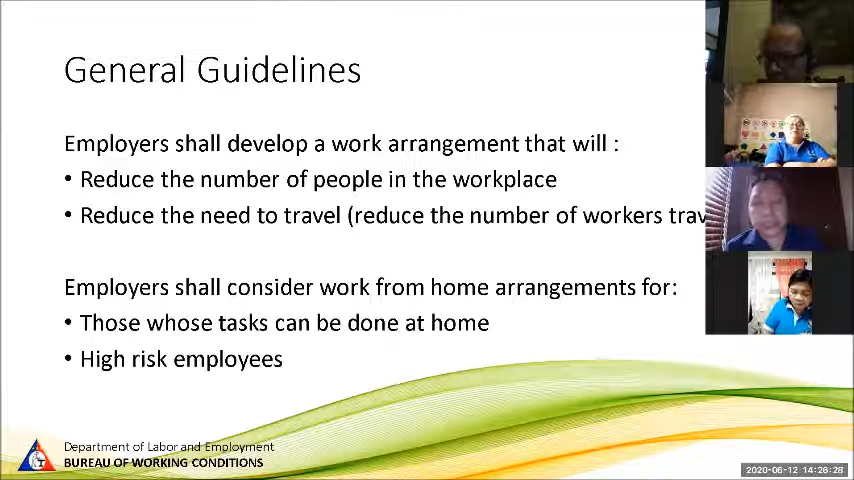 General Guidelines
Employers shall develop a work arrangement that will :
• Reduce the number of people in the workplace
• Reduce the need to travel (reduce the number of workers trav
Employers shall consider work from home arrangements for:
• Those whose tasks can be done at home
• High risk employees
Department of Labor and Employment
BUREAU OF WORKING CONDITIONS
2020-06-12 14:26:28